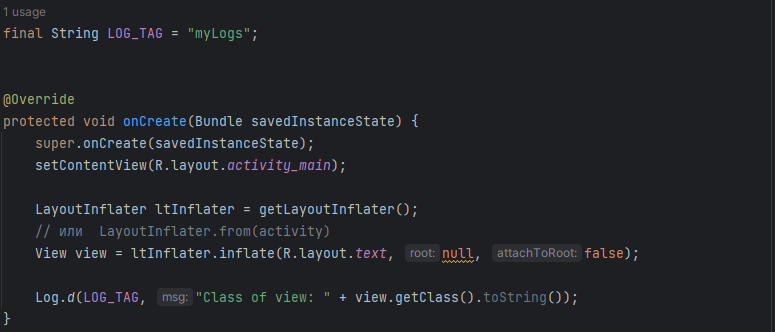 1 usage
final String LOG_TAG = "myLogs";
@Override
protected void onCreate(Bundle savedInstanceState) {
super.onCreate(savedInstanceState);
setContentView(R.layout.activity_main);
LayoutInflater ltInflater = getLayoutInflater();
// или  LayoutInflater.from(activity)
View view = ltInflater.inflate(R.layout.text, root: null, attachToRoot: false);
Log.d(LOG_TAG, msg: "Class of view: " + view.getClass().toString());
}